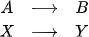 A ⟶ B
X ⟶ Y